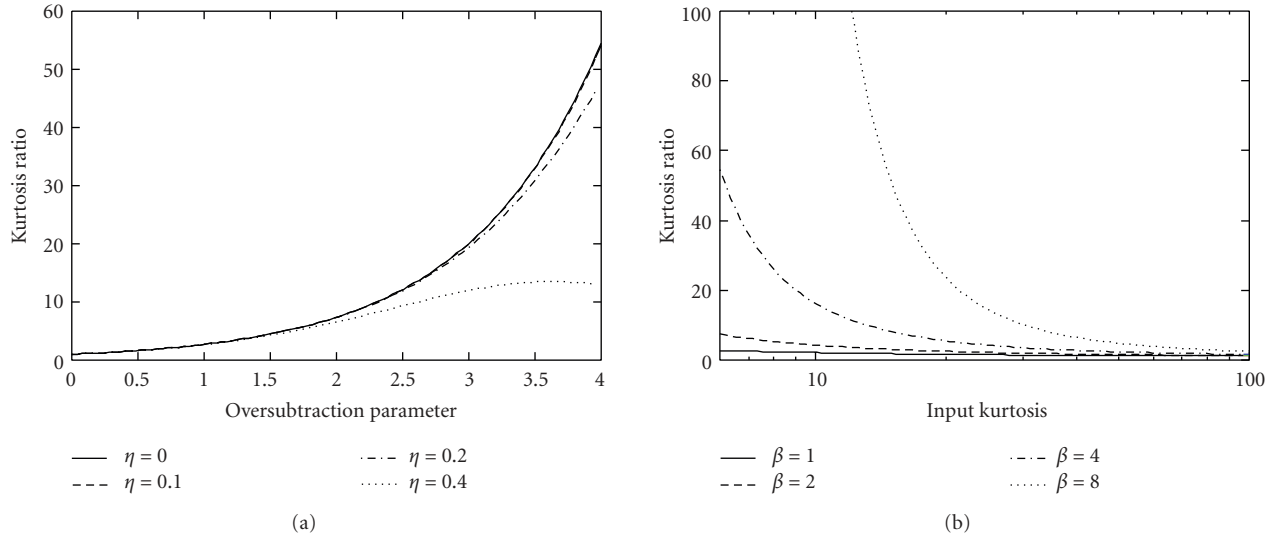 60
50
40
30
20
10
0
Kurtosis ratio
0 0.5 1 1.5 2 2.5 3 3.5 4
Oversubtraction parameter
η = 0
η = 0.1
η = 0.2
η = 0.4
(a)
100
80
60
40
20
0
Kurtosis ratio
10 100
Input kurtosis
β = 1
β = 2
β = 4
β = 8
(b)